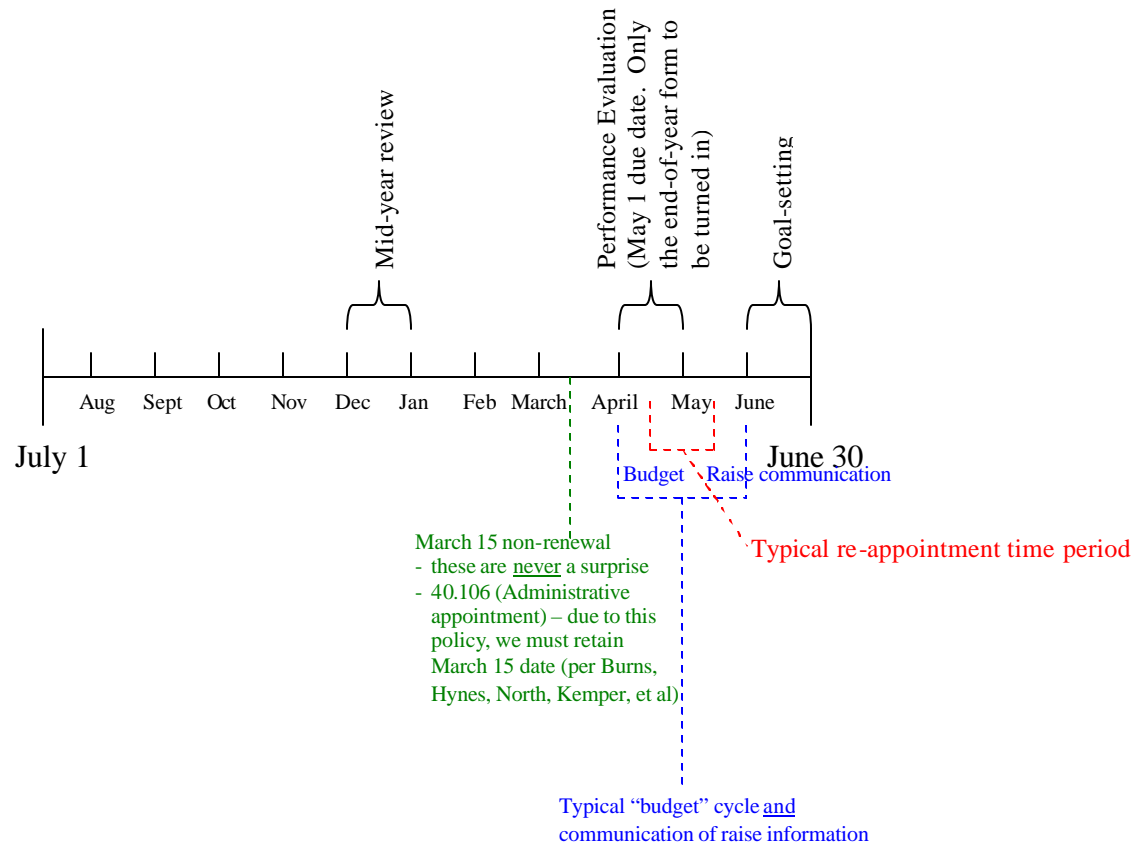 Mid-year review
Performance Evaluation
(May 1 due date.  Only
the end-of-year form to
be turned in)
Goal-setting
Aug Sept Oct Nov Dec Jan Feb March April May June
July 1
June 30
Budget
Raise communication
March 15 non-renewal
- these are never a surprise
- 40.106 (Administrative
appointment) – due to this
policy, we must retain
March 15 date (per Burns,
Hynes, North, Kemper, et al)
Typical re-appointment time period
Typical “budget” cycle and
communication of raise information